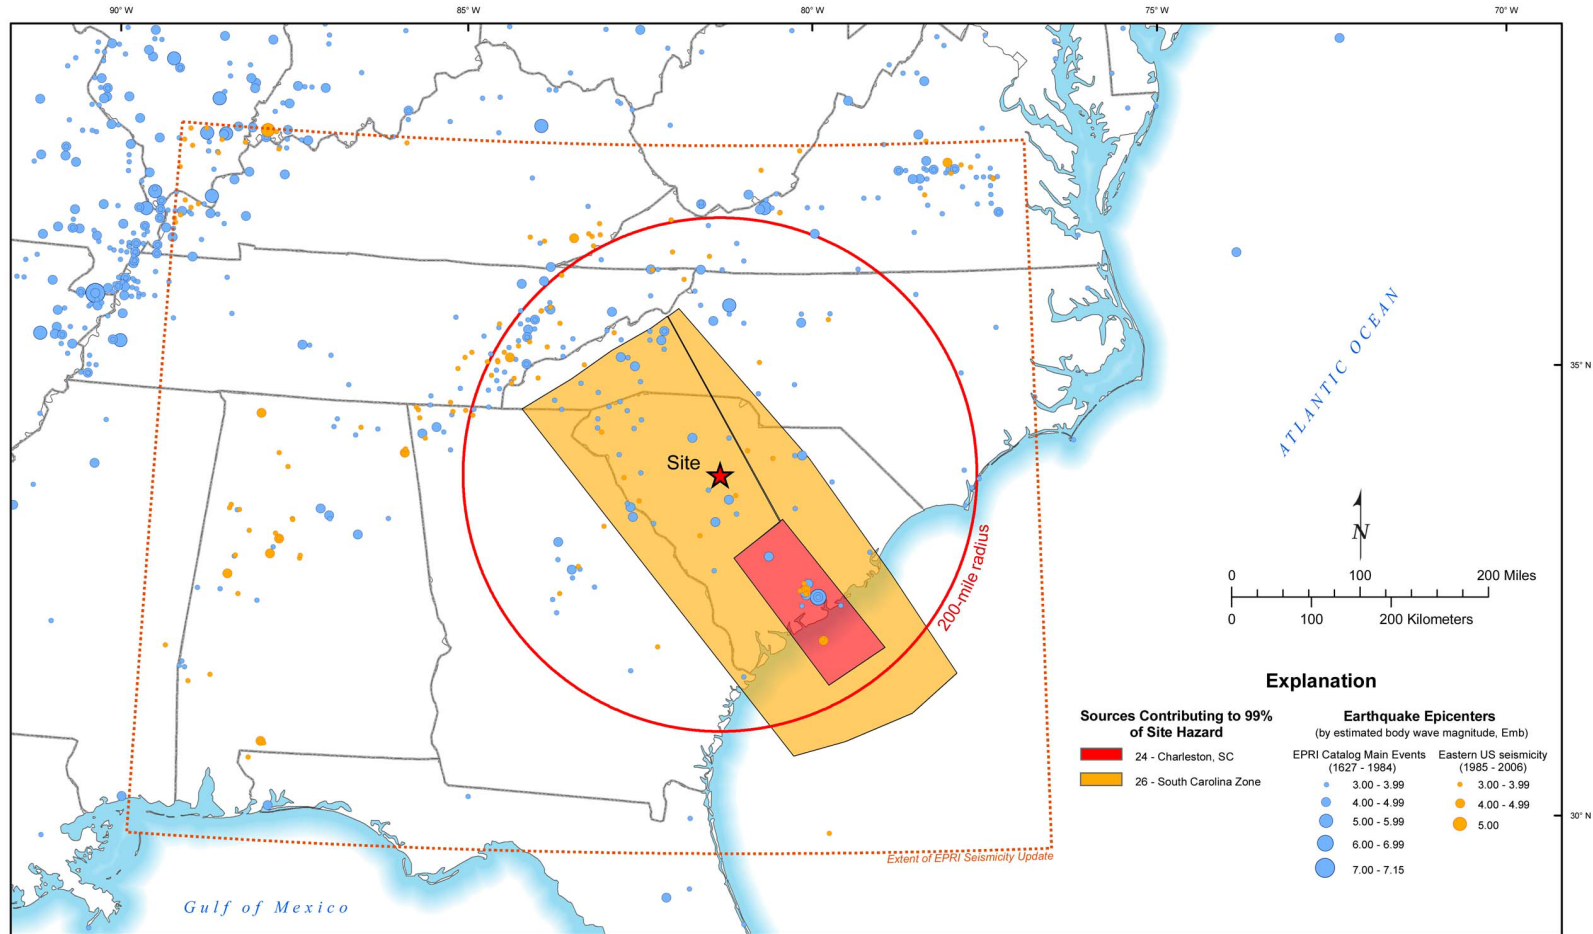 90° W
85° W
80° W
75° W
70° W
35° N
30° N
ATLANTIC OCEAN
Site
200-mile radius
N
0 100 200 Miles
0 100 200 Kilometers
Extent of EPRI Seismicity Update
Gulf of Mexico
Explanation
Sources Contributing to 99%
of Site Hazard
24 - Charleston, SC
26 - South Carolina Zone
Earthquake Epicenters
(by estimated body wave magnitude, Emb)
EPRI Catalog Main Events
(1627 - 1984)
3.00 - 3.99
4.00 - 4.99
5.00 - 5.99
6.00 - 6.99
7.00 - 7.15
Eastern US seismicity
(1985 - 2006)
3.00 - 3.99
4.00 - 4.99
5.00